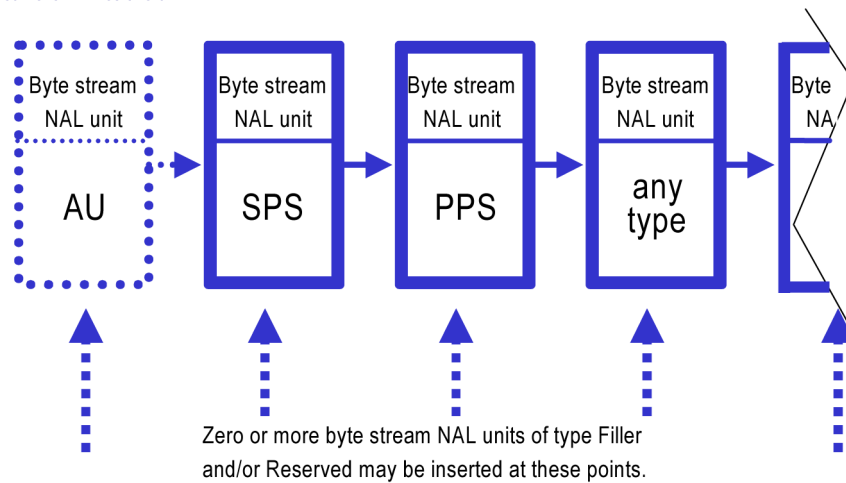 Byte stream
NAL unit
AU
Byte stream
NAL unit
SPS
Byte stream
NAL unit
PPS
Byte stream
NAL unit
any
type
Byte
NA
Zero or more byte stream NAL units of type Filler
and/or Reserved may be inserted at these points.